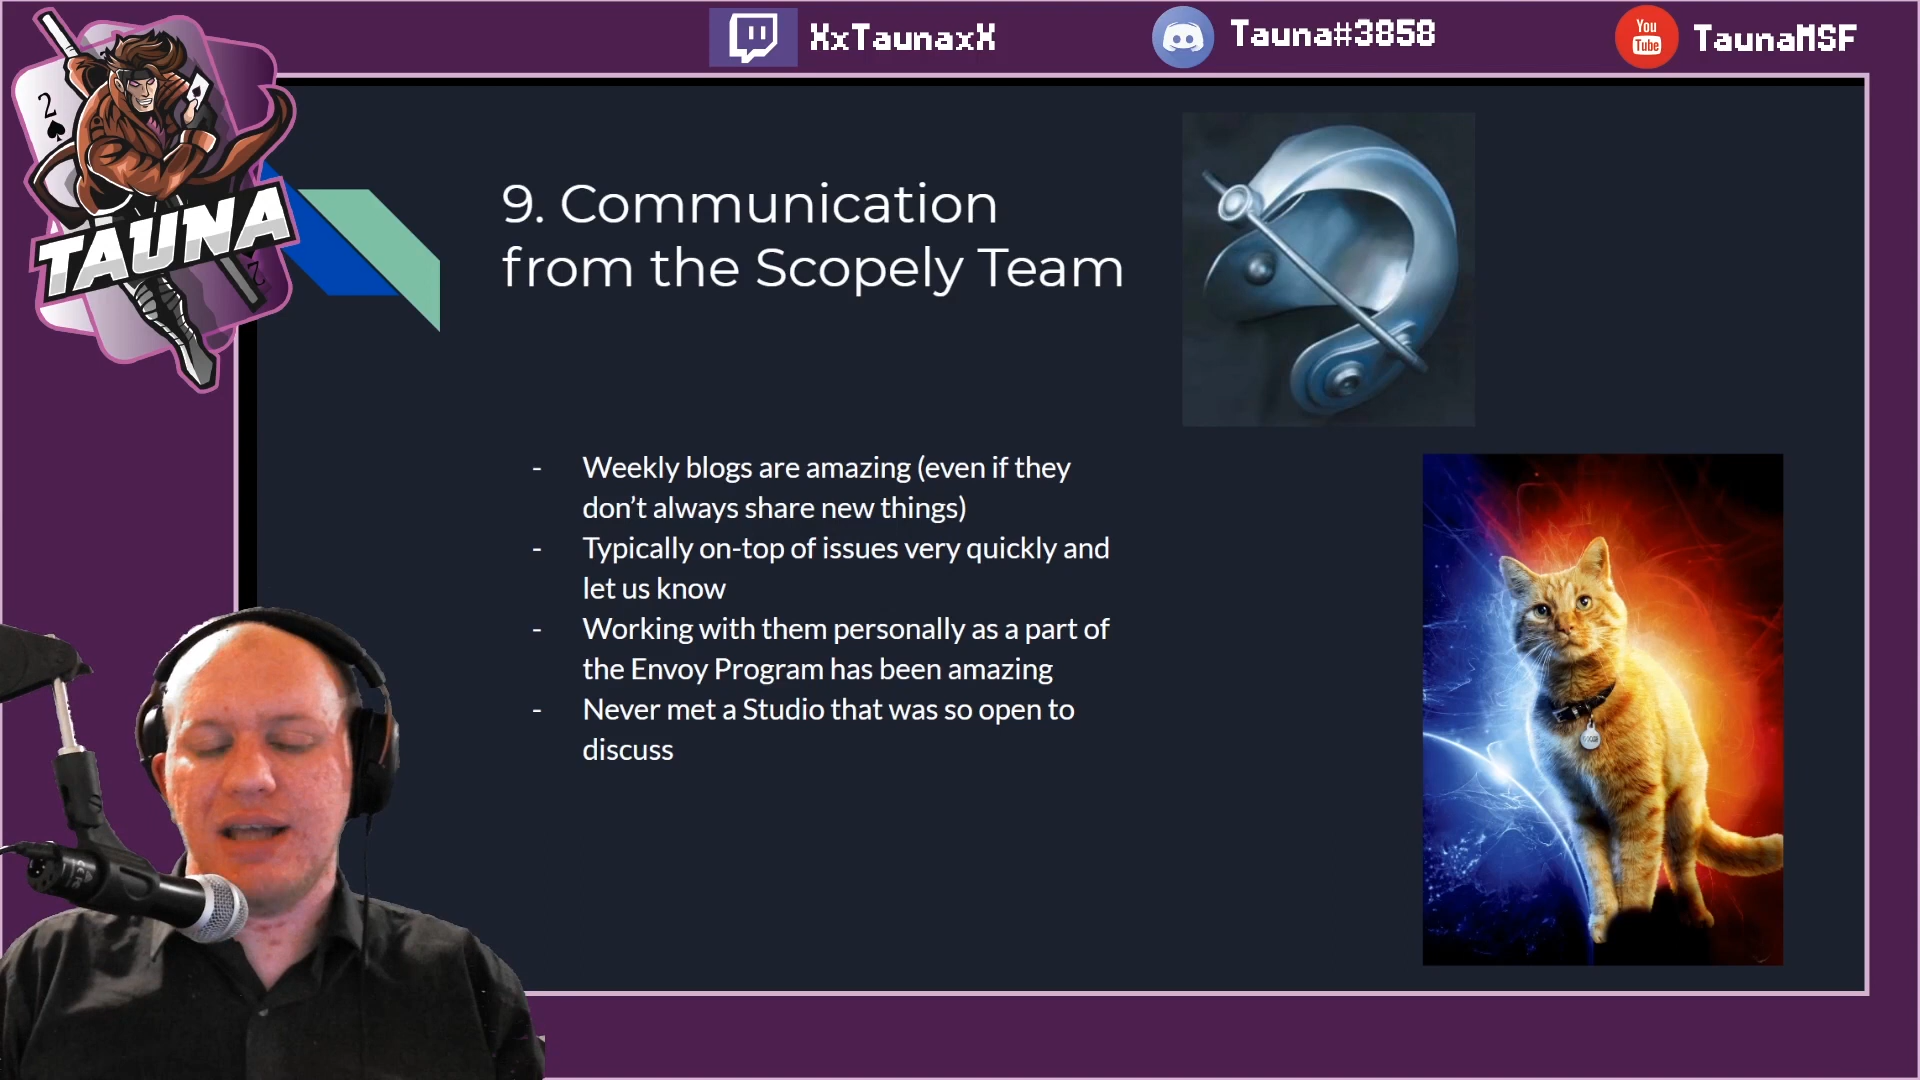 XxTaunaxX
Tauna#3858
You
Tube
TaunaMSF
2
TAUNA
2
9. Communication
from the Scopely Team
- Weekly blogs are amazing (even if they
don’t always share new things)
- Typically on-top of issues very quickly and
let us know
- Working with them personally as a part of
the Envoy Program has been amazing
- Never met a Studio that was so open to
discuss